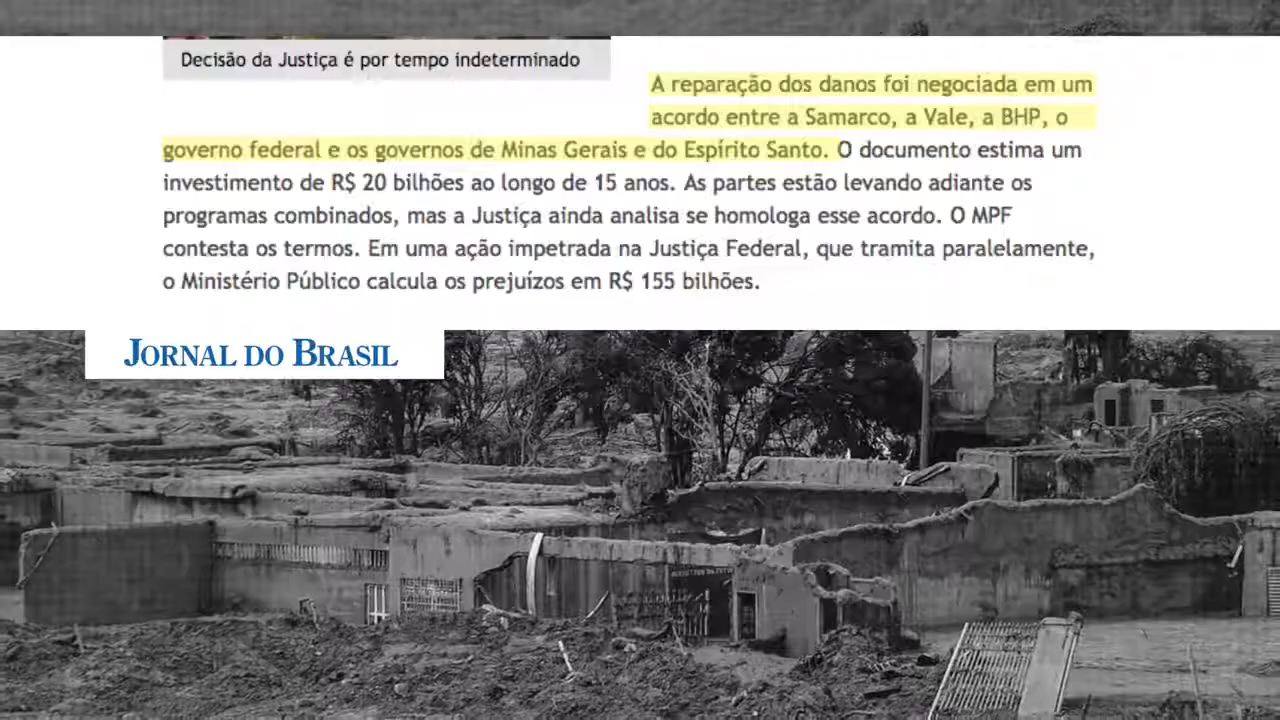 Decisão da Justiça é por tempo indeterminado
A reparação dos danos foi negociada em um
acordo entre a Samarco, a Vale, a BHP, o
governo federal e os governos de Minas Gerais e do Espírito Santo. O documento estima um
investimento de R$ 20 bilhões ao longo de 15 anos. As partes estão levando adiante os
programas combinados, mas a Justiça ainda analisa se homologa esse acordo. O MPF
contesta os termos. Em uma ação impetrada na Justiça Federal, que tramita paralelamente,
o Ministério Público calcula os prejuízos em R$ 155 bilhões.
JORNAL DO BRASIL